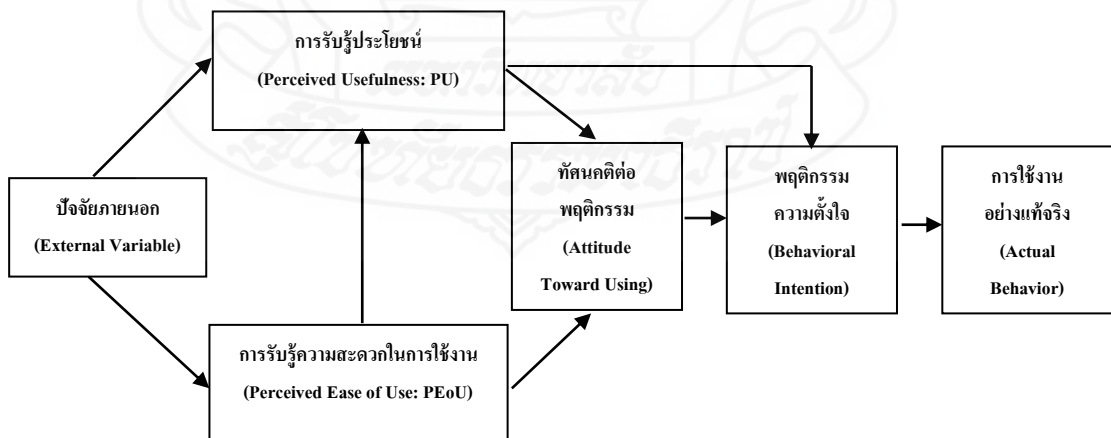 การรับรู้ประโยชน์
(Perceived Usefulness: PU)
ปัจจัยภายนอก
(External Variable)
ทัศนคติต่อ
พฤติกรรม
(Attitude
Toward Using)
พฤติกรรม
ความตั้งใจ
(Behavioral
Intention)
การใช้งาน
อย่างแท้จริง
(Actual
Behavior)
การรับรู้ความสะดวกในการใช้งาน
(Perceived Ease of Use: PEoU)